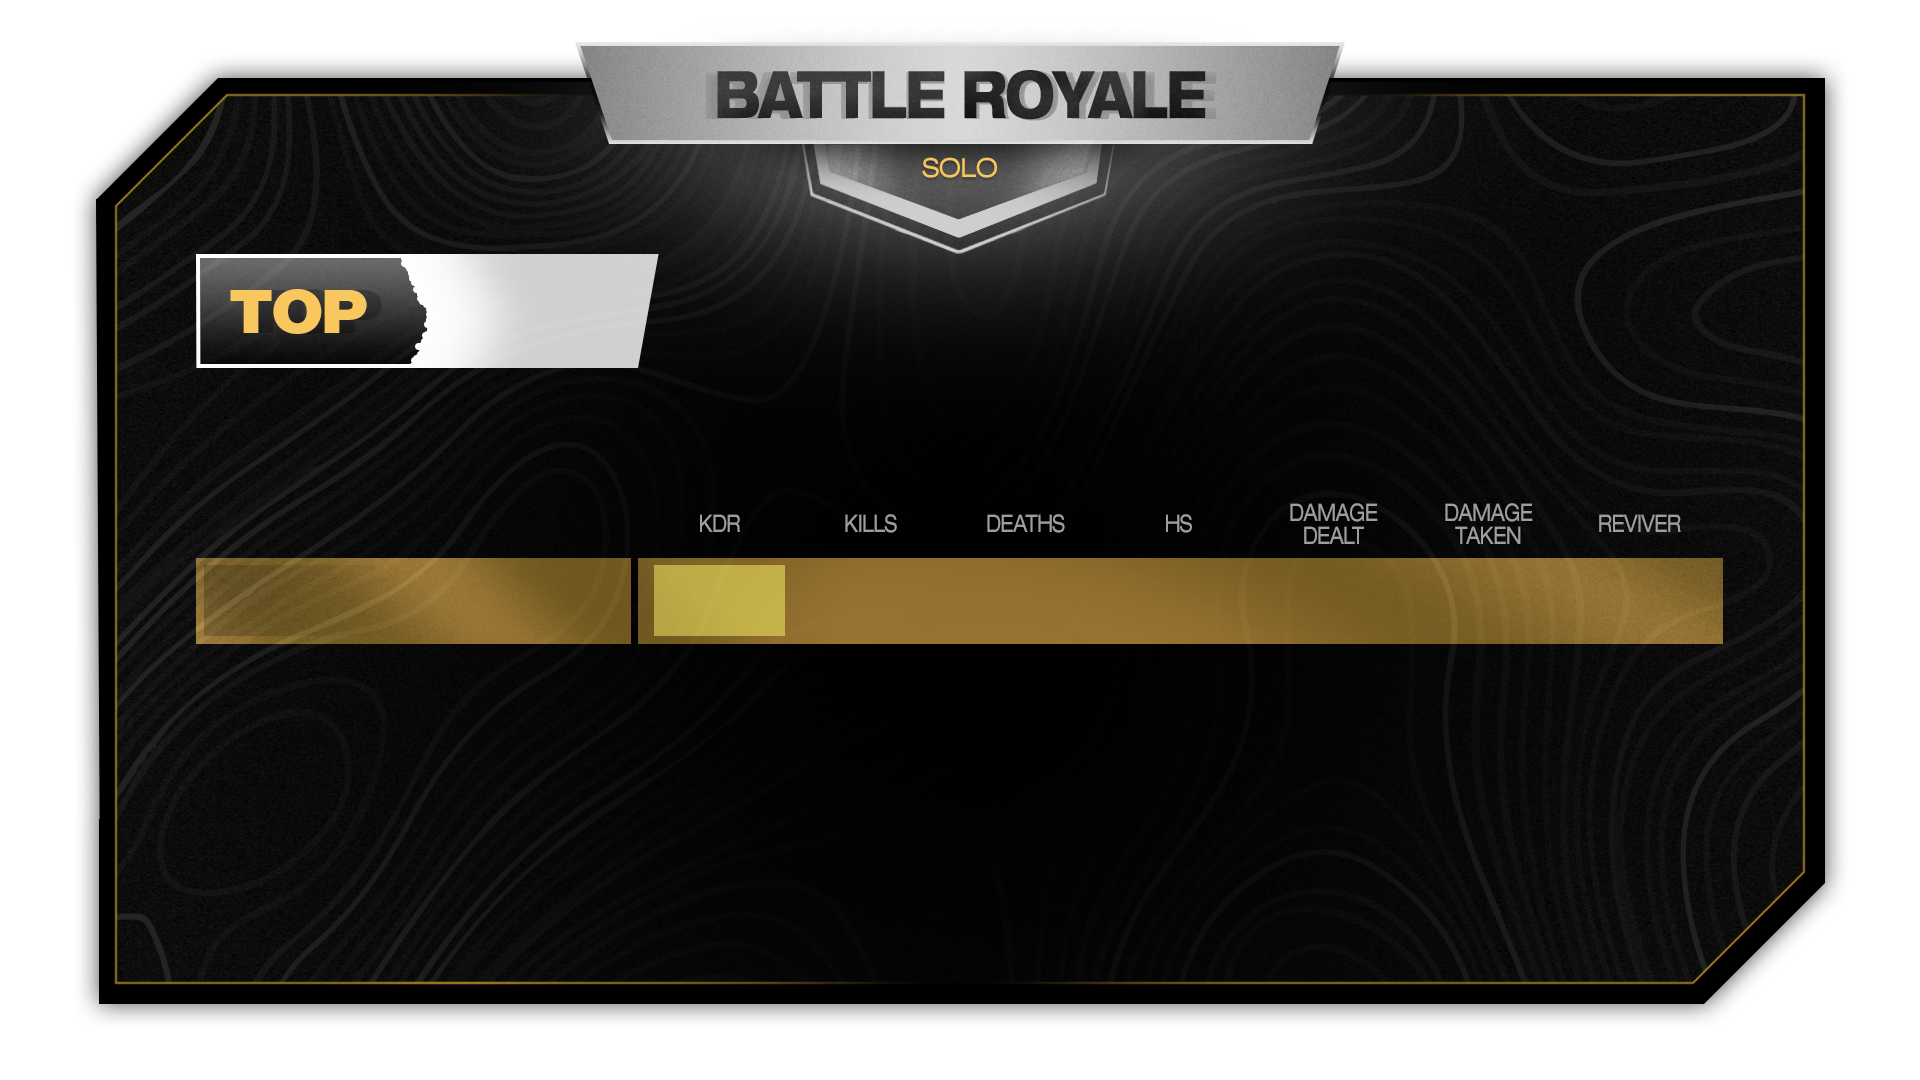 BATTLE ROYALE
SOLO
TOP
KDR KILLS DEATHS HS DAMAGE DEALT DAMAGE TAKEN REVIVER